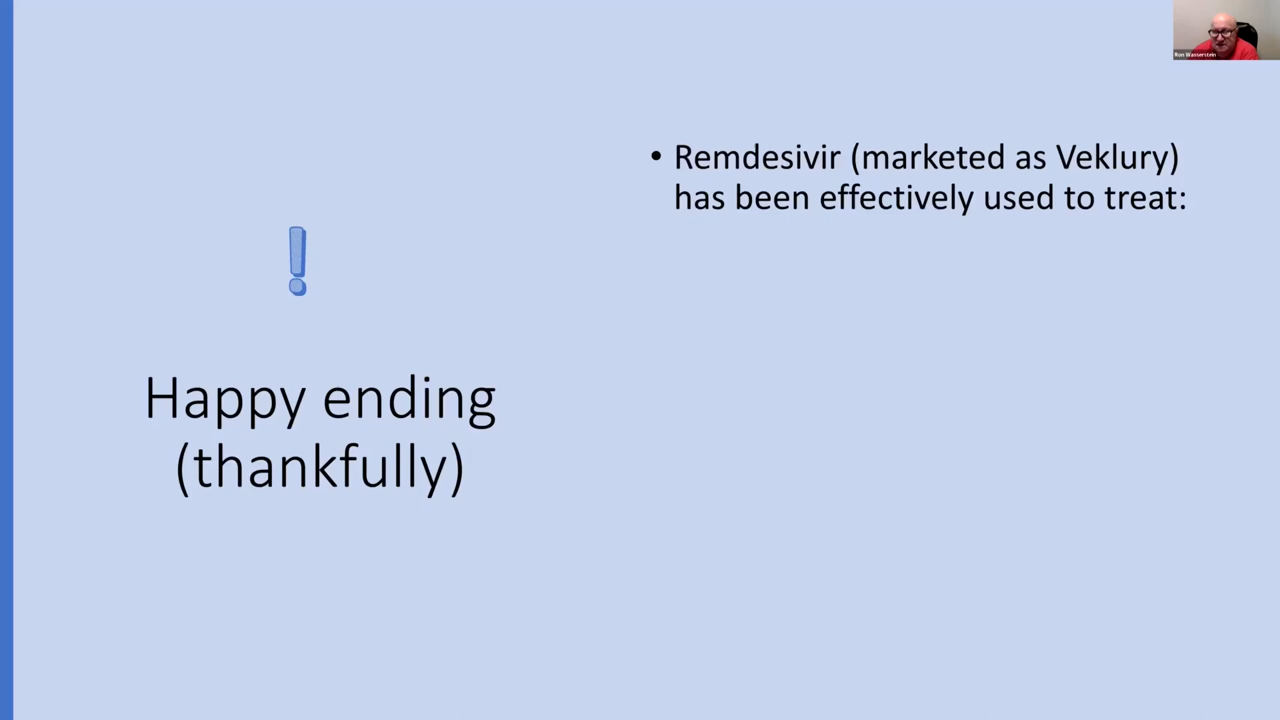 Ron Wasserstein
• Remdesivir (marketed as Veklury)
has been effectively used to treat:
!
Happy ending
(thankfully)